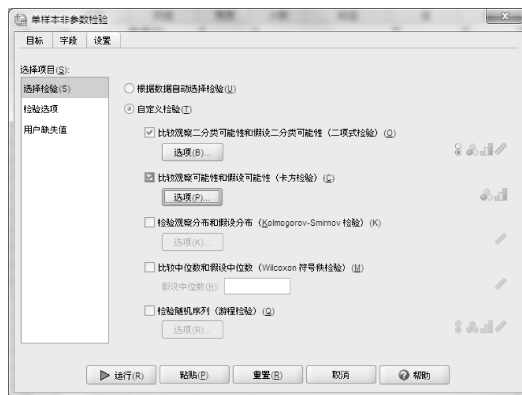 单样本非参数检验
目标 字段 设置
选择项目(S):
选择检验(S)
检验选项
用户缺失值
根据数据自动选择检验(U)
自定义检验(T)
比较观察二分类可能性和假设二分类可能性（二项式检验）(O)
选项(B)...
比较观察可能性和假设可能性（卡方检验）(C)
选项(P)...
检验观察分布和假设分布（Kolmogorov-Smirnov 检验）(K)
选项(K)...
比较中位数和假设中位数（Wilcoxon 符号秩检验）(M)
假设中位数(H):
检验随机序列（游程检验）(Q)
选项(R)...
运行(R) 粘贴(P) 重置(R) 取消 帮助